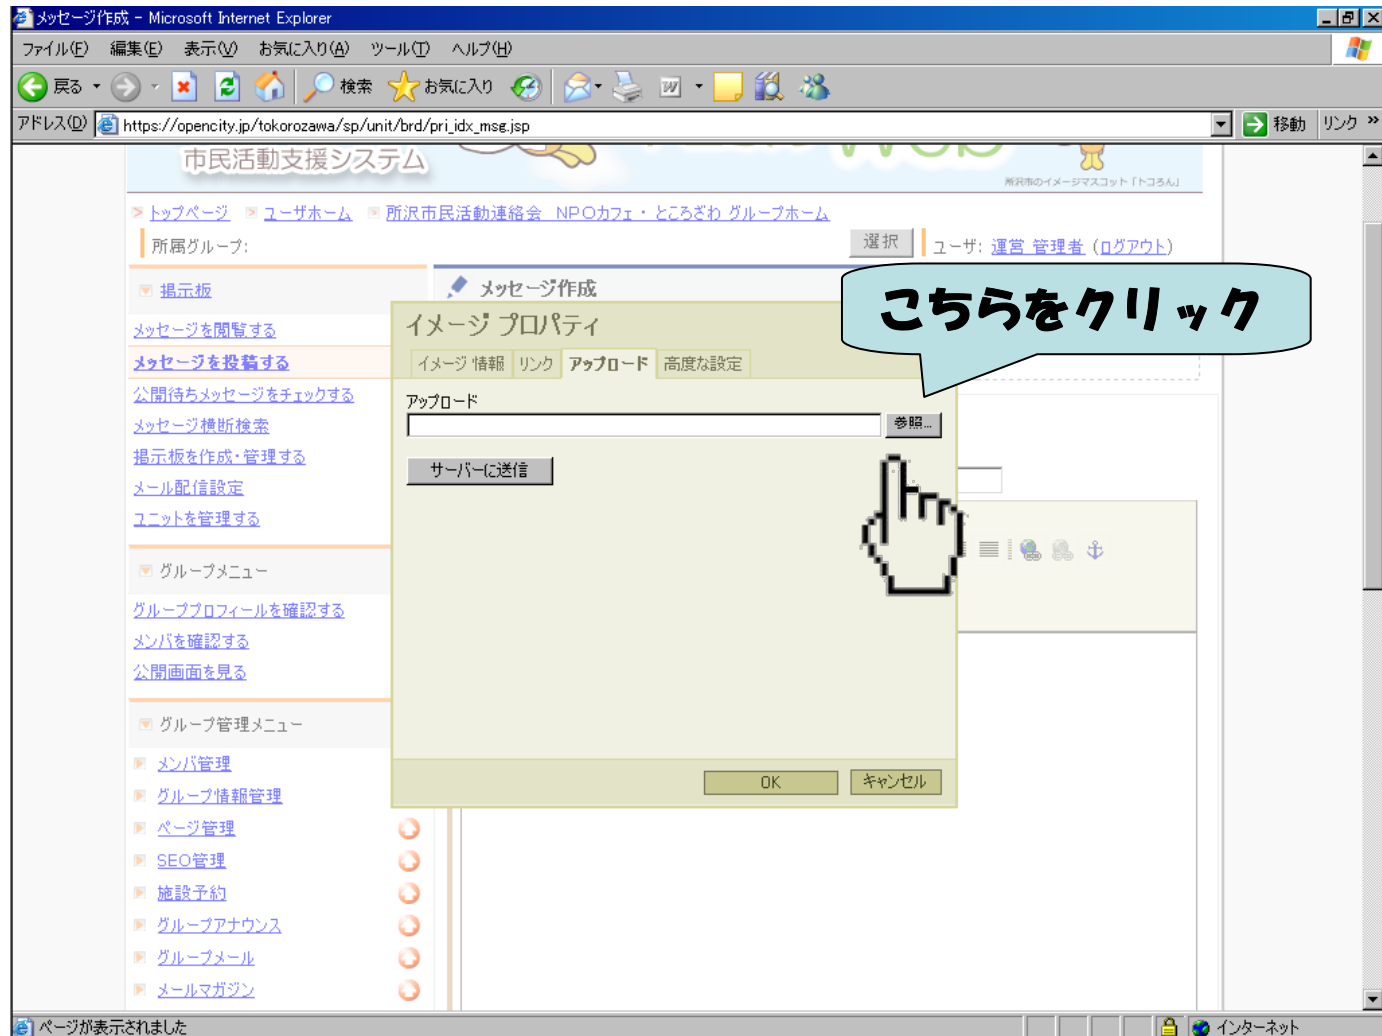 メッセージ作成 - Microsoft Internet Explorer
ファイル(F) 編集(E) 表示(V) お気に入り(A) ツール(T) ヘルプ(H)
戻る 検索 お気に入り
アドレス(D) https://opencity.jp/tokorozawa/sp/unit/brd/pri_idx_msg.jsp 移動 リンク »
市民活動支援システム
所沢市のイメージマスコット「トコろん」
トップページ ユーザホーム 所沢市民活動連絡会 NPOカフェ・ところざわ グループホーム
所属グループ: 選択 ユーザ: 運営 管理者 (ログアウト)
掲示板
メッセージ作成
こちらをクリック
メッセージを閲覧する
メッセージを投稿する
公開待ちメッセージをチェックする
メッセージ横断検索
掲示板を作成・管理する
メール配信設定
ユニットを管理する
イメージ プロパティ
イメージ 情報 リンク アップロード 高度な設定
アップロード
参照...
サーバーに送信
OK キャンセル
グループメニュー
グループプロフィールを確認する
メンバを確認する
公開画面を見る
グループ管理メニュー
メンバ管理
グループ情報管理
ページ管理
SEO管理
施設予約
グループアナウンス
グループメール
メールマガジン
ページが表示されました インターネット